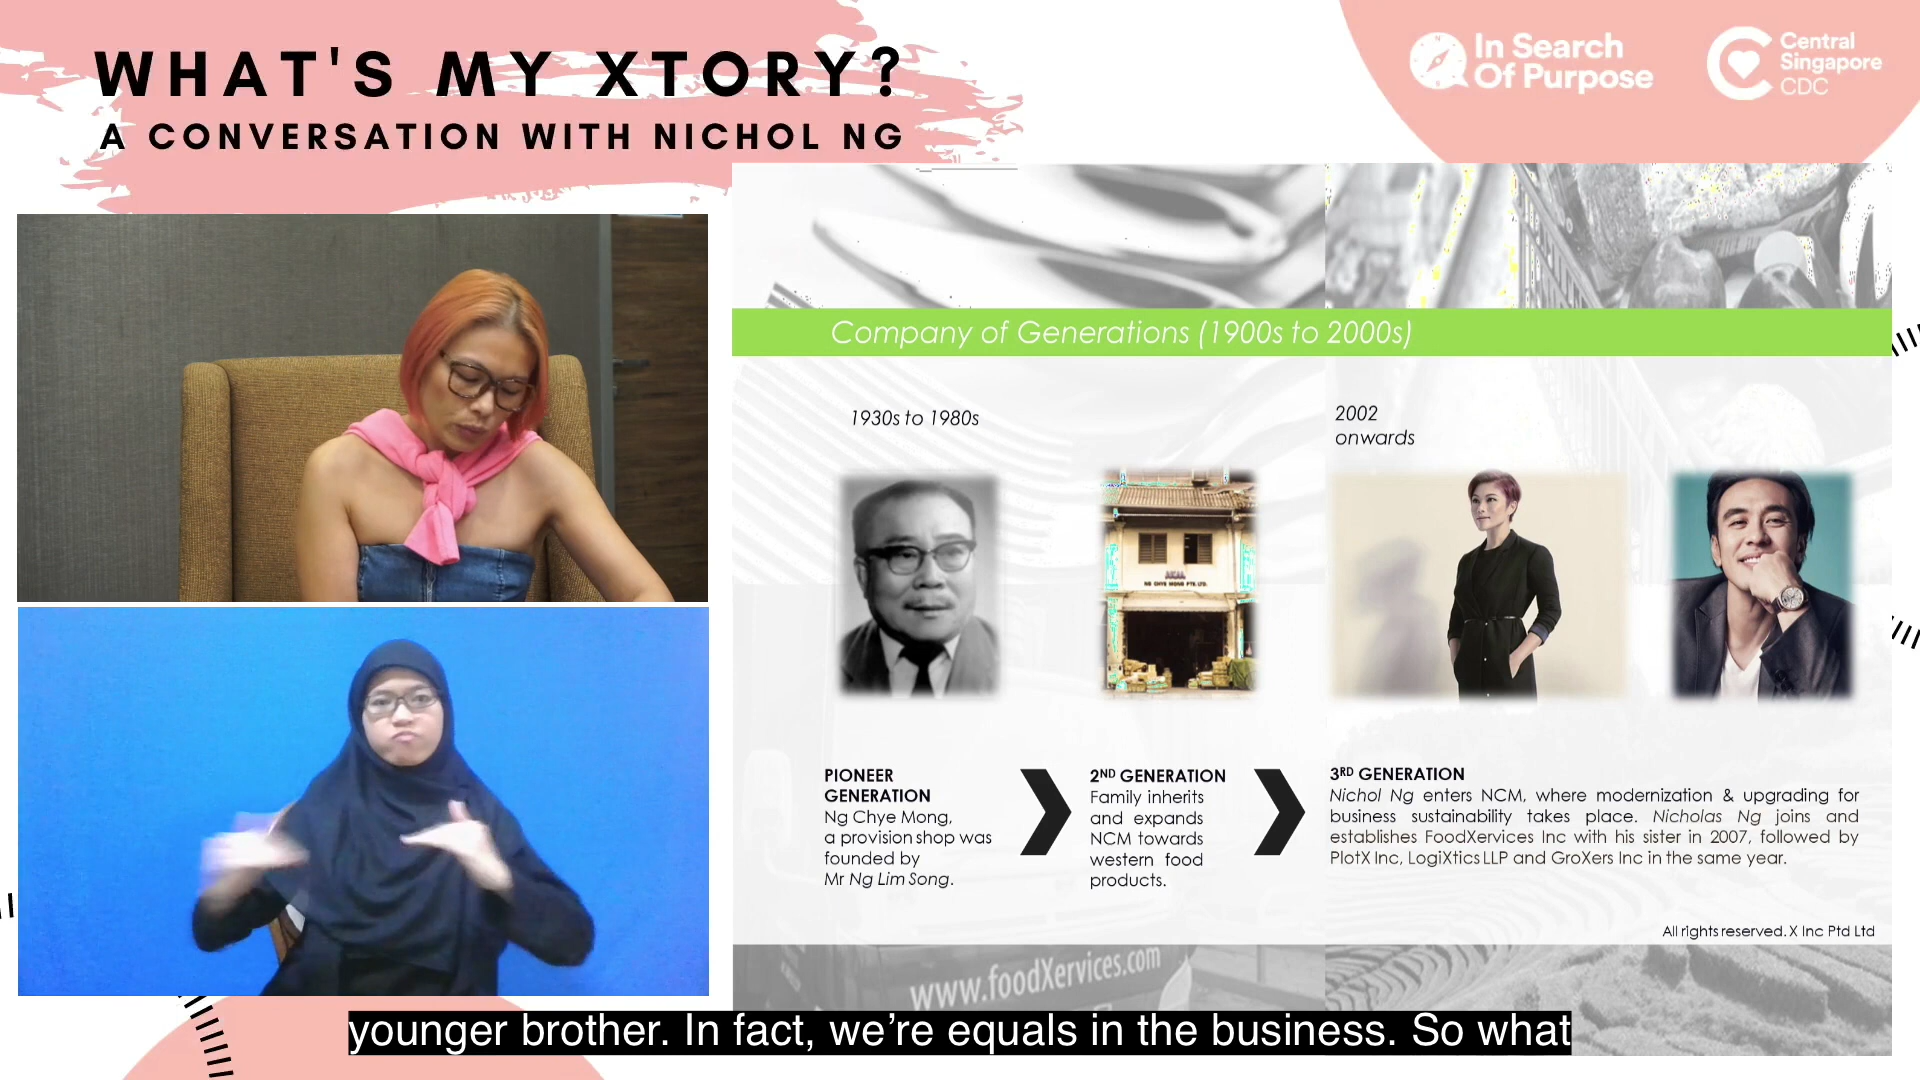 WHAT'S MY XTORY?
A CONVERSATION WITH NICHOL NG
In Search
Of Purpose
Central
Singapore
CDC
Company of Generations (1900s to 2000s)
1930s to 1980s
2002
onwards
NG CHYE MONG PTE. LTD.
PIONEER
GENERATION
Ng Chye Mong,
a provision shop was
founded by
Mr Ng Lim Song.
2ND GENERATION
Family inherits
and expands
NCM towards
western food
products.
3RD GENERATION
Nichol Ng enters NCM, where modernization & upgrading for
business sustainability takes place. Nicholas Ng joins and
establishes FoodXervices Inc with his sister in 2007, followed by
PlotX Inc, LogiXtics LLP and GroXers Inc in the same year.
All rights reserved. X Inc Ptd Ltd
www.foodXervices.com
younger brother. In fact, we're equals in the business. So what